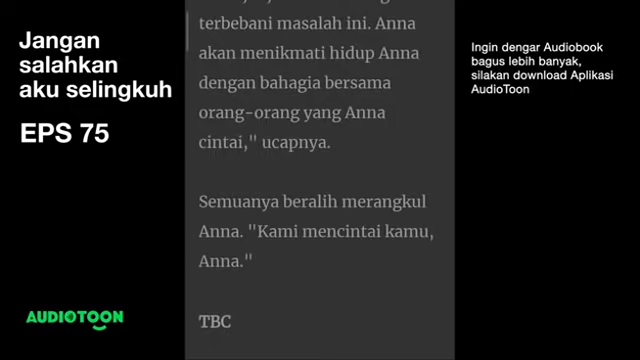 Jangan
salahkan
aku selingkuh
EPS 75
terbebani masalah ini. Anna
akan menikmati hidup Anna
dengan bahagia bersama
orang-orang yang Anna
cintai," ucapnya.
Semuanya beralih merangkul
Anna. "Kami mencintai kamu,
Anna."
TBC
Ingin dengar Audiobook
bagus lebih banyak,
silakan download Aplikasi
AudioToon
AUDIOTOON